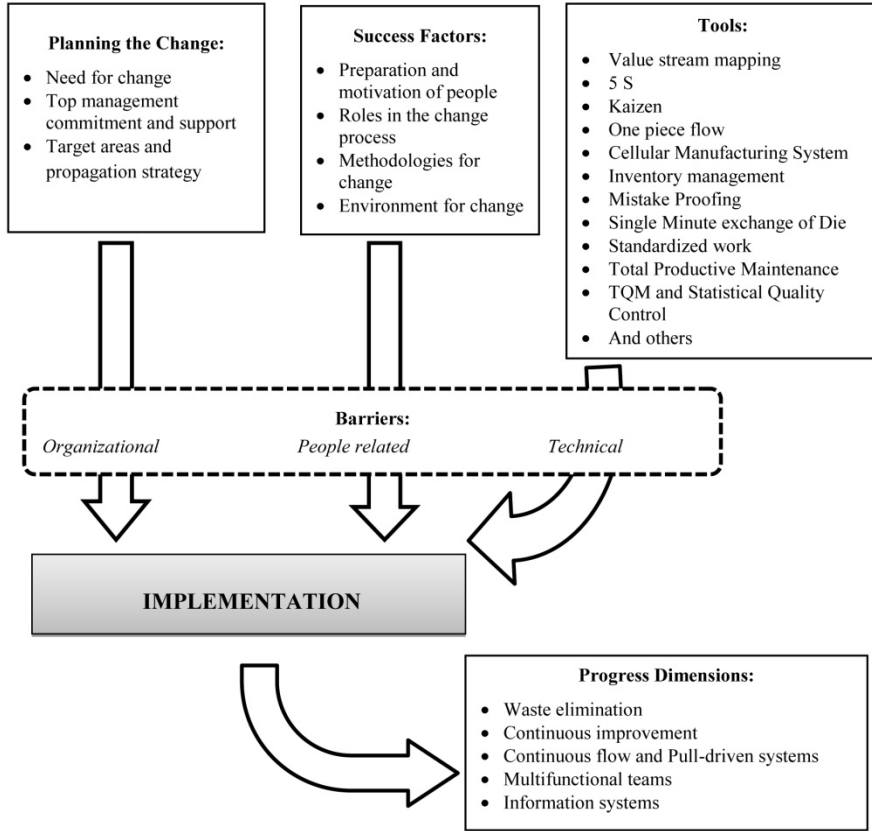 Planning the Change:
• Need for change
• Top management
commitment and support
• Target areas and
propagation strategy
Success Factors:
• Preparation and
motivation of people
• Roles in the change
process
• Methodologies for
change
• Environment for change
Tools:
• Value stream mapping
• 5 S
• Kaizen
• One piece flow
• Cellular Manufacturing System
• Inventory management
• Mistake Proofing
• Single Minute exchange of Die
• Standardized work
• Total Productive Maintenance
• TQM and Statistical Quality
Control
• And others
Barriers:
Organizational People related Technical
IMPLEMENTATION
Progress Dimensions:
• Waste elimination
• Continuous improvement
• Continuous flow and Pull-driven systems
• Multifunctional teams
• Information systems